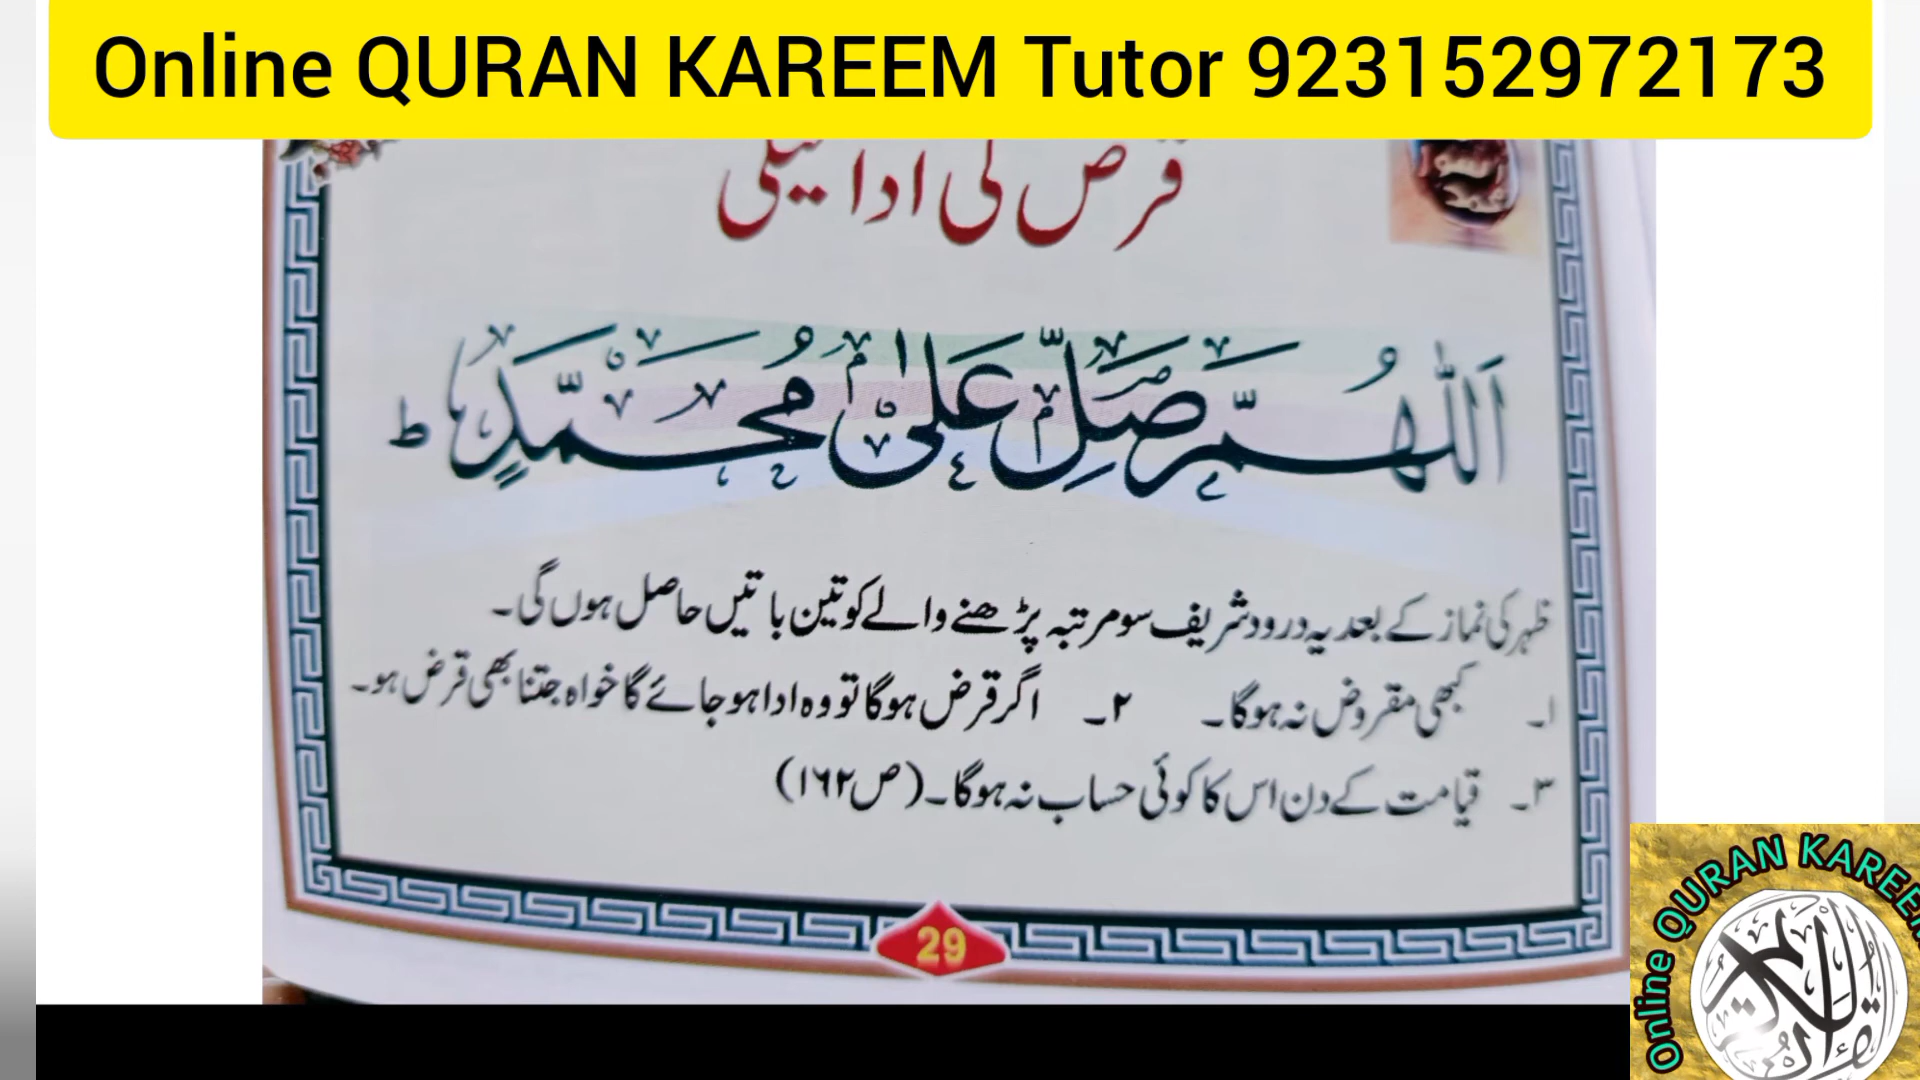 Online QURAN KAREEM Tutor 923152972173
قرض کی ادائیگی
اَللّٰهُمَّ صَلِّ عَلٰى مُحَمَّدٍ ط
ظہر کی نماز کے بعد یہ درود شریف سو مرتبہ پڑھنے والے کو تین باتیں حاصل ہوں گی۔
۱۔ کبھی مقروض نہ ہوگا۔ ۲۔ اگر قرض ہوگا تو وہ ادا ہو جائے گا خواہ جتنا بھی قرض ہو۔
۳۔ قیامت کے دن اس کا کوئی حساب نہ ہوگا۔ (ص۱۶۲)
29
Online QURAN KAREEM